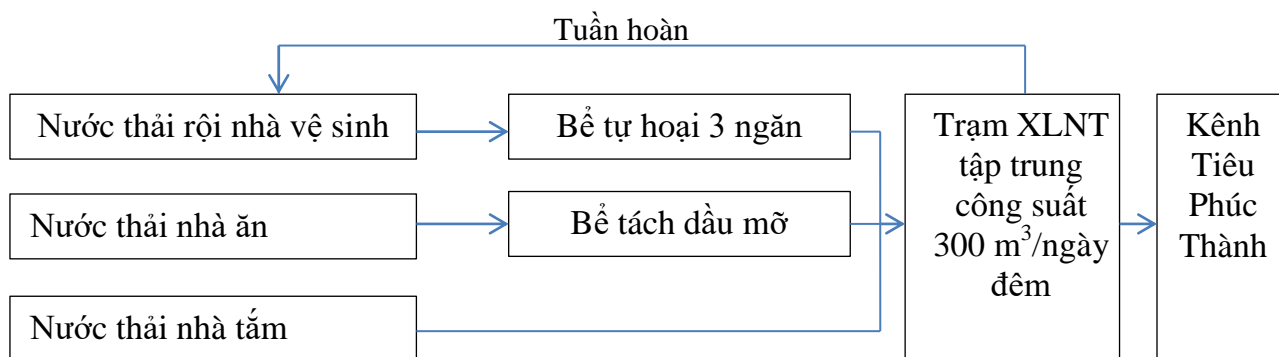 Tuần hoàn
Nước thải rội nhà vệ sinh
Bể tự hoại 3 ngăn
Nước thải nhà ăn
Bể tách dầu mỡ
Nước thải nhà tắm
Trạm XLNT
tập trung
công suất
300 m³/ngày
đêm
Kênh
Tiêu
Phúc
Thành